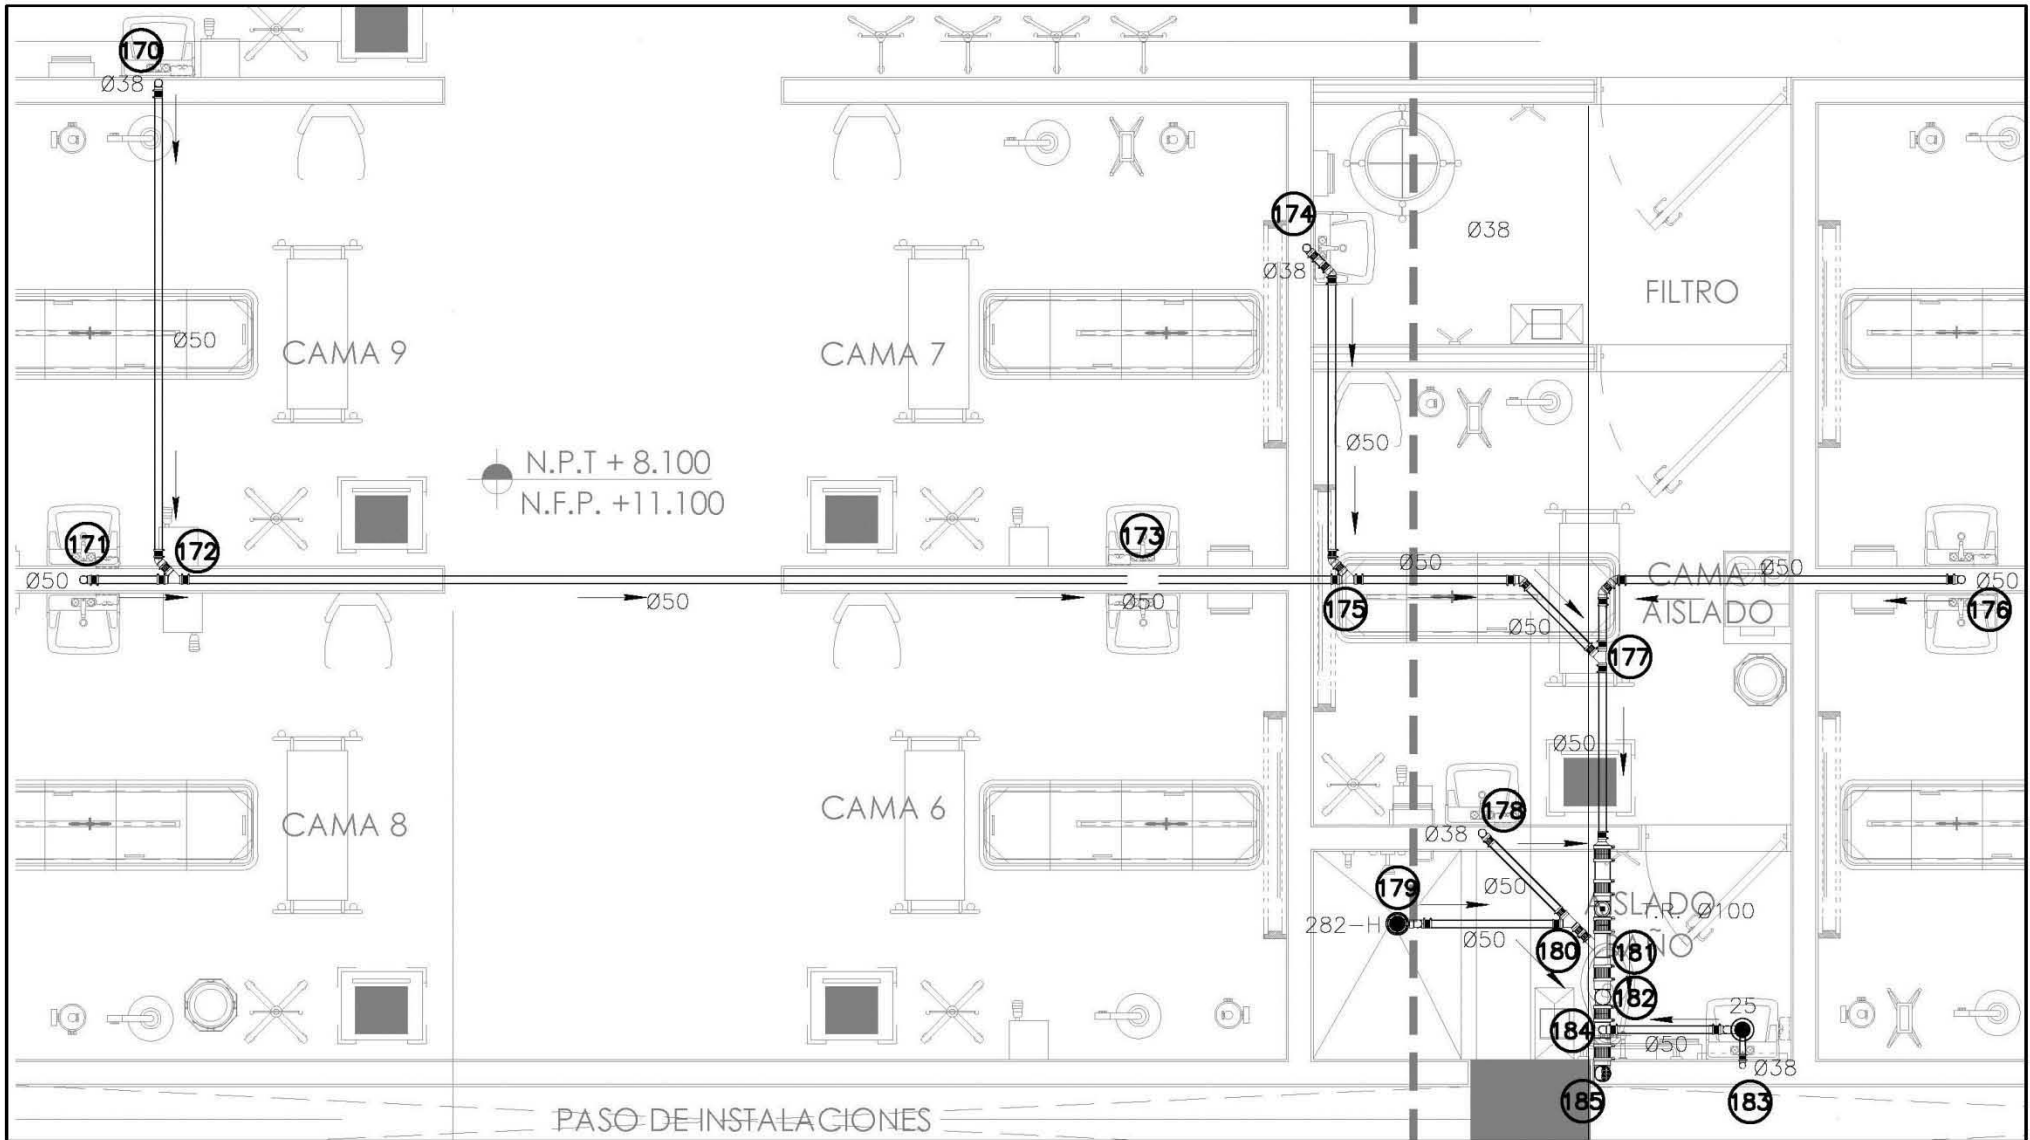 170
Ø38
174
Ø38
Ø38
FILTRO
Ø50
CAMA 9
CAMA 7
Ø50
N.P.T + 8.100
N.F.P. +11.100
171
172
173
Ø50
Ø50
Ø50
Ø50
CAMA 1
Ø50
Ø50
AISLADO
175
176
Ø50
177
Ø50
CAMA 8
CAMA 6
178
Ø38
179
Ø50
AISLADO
T.R. Ø100
BAÑO
282-H
Ø50
180
181
182
25
184
Ø50
Ø38
185
183
PASO DE INSTALACIONES